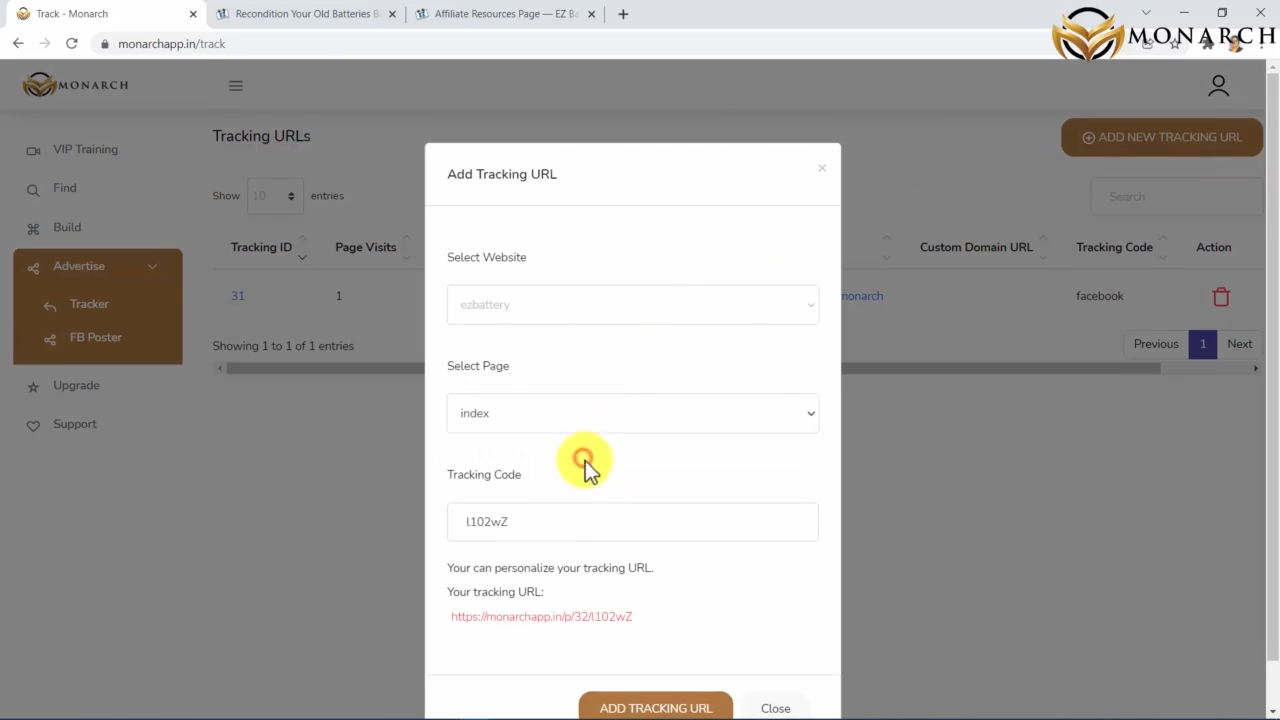 Track - Monarch
Recondition Your Old Batteries B
Affiliate Resources Page — EZ Ba
monarchapp.in/track
MONARCH
MONARCH
VIP Training
Find
Build
Advertise
Tracker
FB Poster
Upgrade
Support
Tracking URLs
ADD NEW TRACKING URL
Show 10 entries
Search
Tracking ID Page Visits Custom Domain URL Tracking Code Action
31 1 monarch facebook
Showing 1 to 1 of 1 entries
Previous 1 Next
Add Tracking URL
×
Select Website
ezbattery
Select Page
index
Tracking Code
l102wZ
Your can personalize your tracking URL.
Your tracking URL:
https://monarchapp.in/p/32/l102wZ
ADD TRACKING URL Close